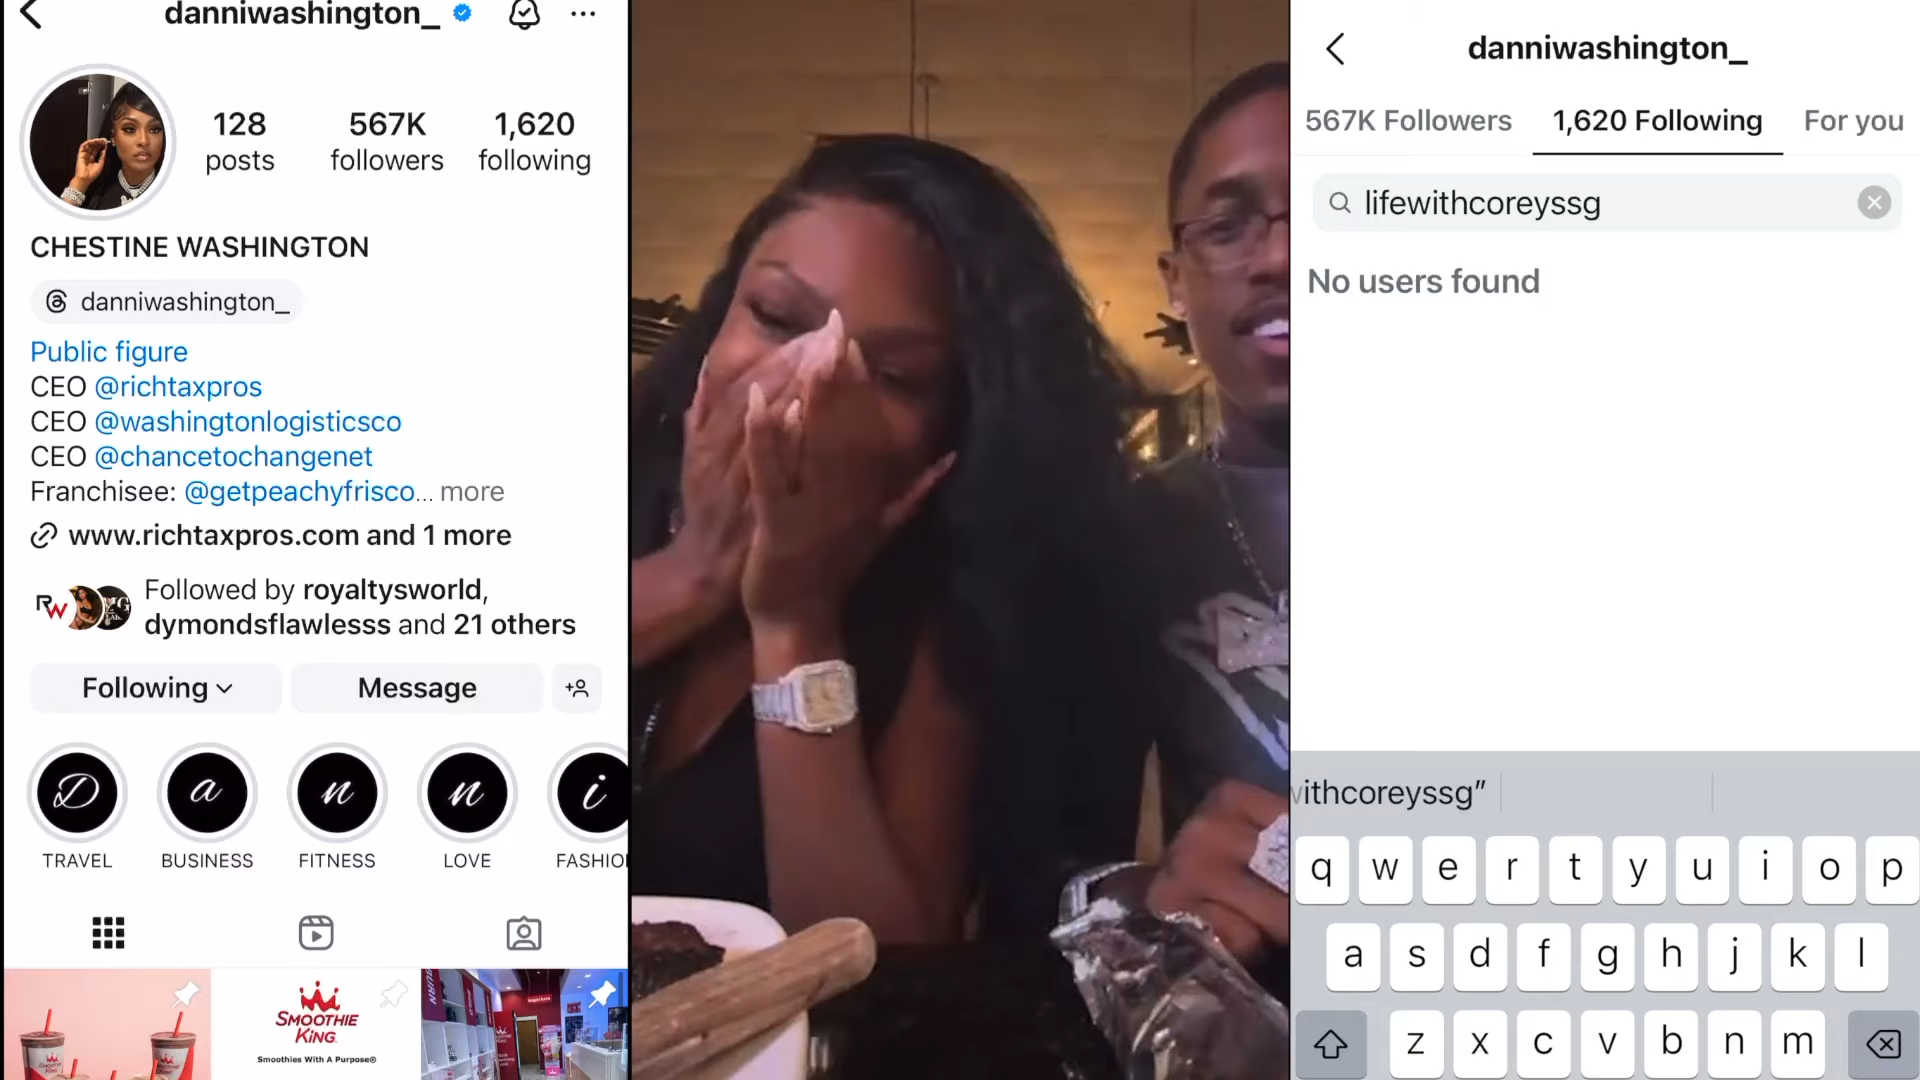 danniwashington_
128
posts
567K
followers
1,620
following
CHESTINE WASHINGTON
danniwashington_
Public figure
CEO @richtaxpros
CEO @washingtonlogisticsco
CEO @chancetochangenet
Franchisee: @getpeachyfrisco... more
www.richtaxpros.com and 1 more
RW
Followed by royaltysworld,
dymondsflawlesss and 21 others
Following
Message
D
a
n
n
i
TRAVEL
BUSINESS
FITNESS
LOVE
FASHIO
SMOOTHIE
KING
Smoothies With A Purpose®
danniwashington_
567K Followers
1,620 Following
For you
lifewithcoreyssg
No users found
withcoreyssg"
q w e r t y u i o p
a s d f g h j k l
z x c v b n m